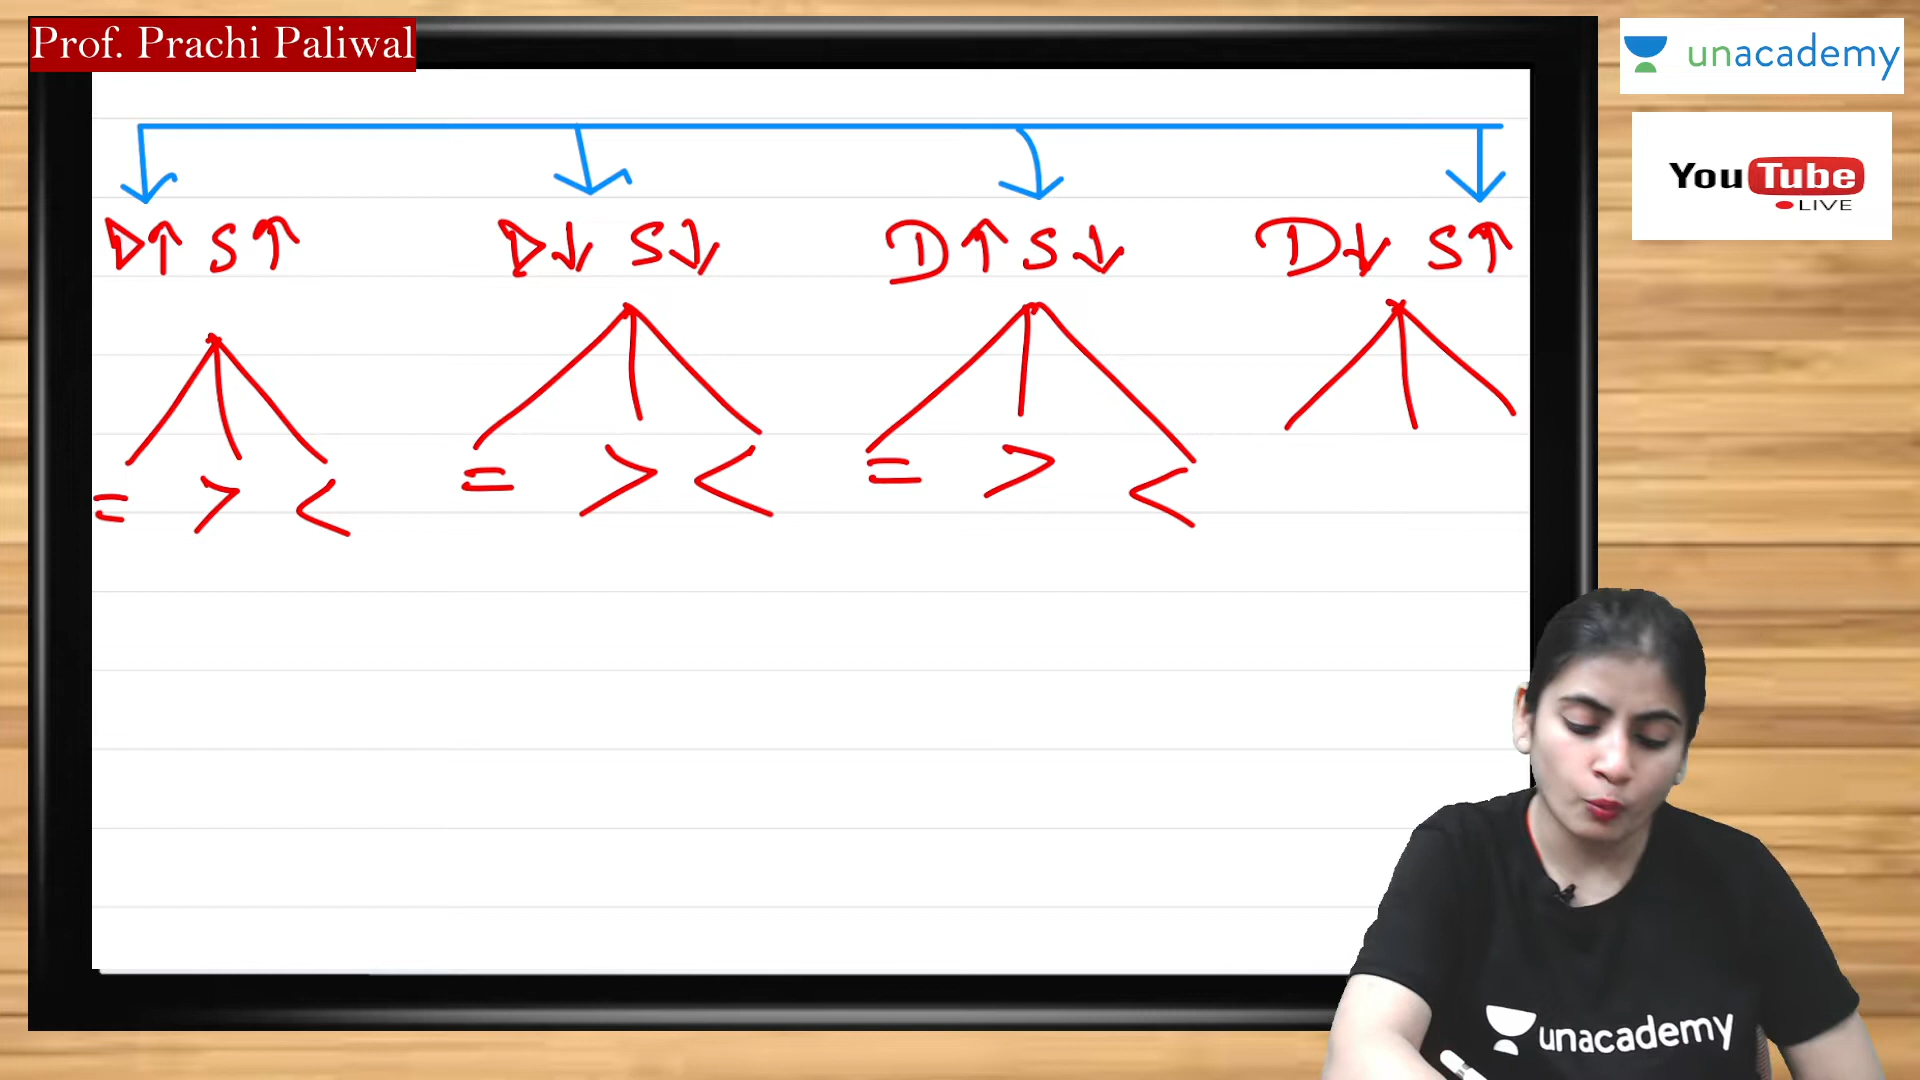 Prof. Prachi Paliwal
unacademy
YouTube
LIVE
D↑ S↑
D↓ S↓
D↑ S↓
D↓ S↑
= > <
= > <
= > <
unacademy